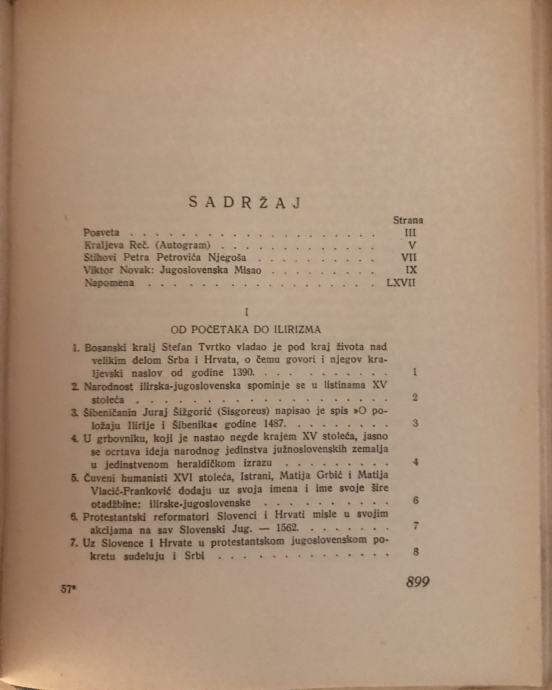 SADRŽAJ
Strana
Posveta . . . . . . . . . . . . . . . . . . . . III
Kraljeva Reč. (Autogram) . . . . . . . . . . . . V
Stihovi Petra Petrovića Njegoša . . . . . . . . . VII
Viktor Novak: Jugoslovenska Misao . . . . . . . . IX
Napomena . . . . . . . . . . . . . . . . . . LXVII
I
OD POČETAKA DO ILIRIZMA
1. Bosanski kralj Stefan Tvrtko vladao je pod kraj života nad
velikim delom Srba i Hrvata, o čemu govori i njegov kra-
ljevski naslov od godine 1390. . . . . . . . . . . 1
2. Narodnost ilirska-jugoslovenska spominje se u listinama XV
stoleća . . . . . . . . . . . . . . . . . . . . 2
3. Šibeničanin Juraj Šižgorić (Sisgoreus) napisao je spis »O po-
ložaju Ilirije i Šibenika« godine 1487. . . . . . . . 3
4. U grbovniku, koji je nastao negde krajem XV stoleća, jasno
se ocrtava ideja narodnog jedinstva južnoslovenskih zemalja
u jedinstvenom heraldičkom izrazu . . . . . . . . 4
5. Čuveni humanisti XVI stoleća, Istrani, Matija Grbić i Matija
Vlacić-Franković dodaju uz svoja imena i ime svoje šire
otadžbine: ilirske-jugoslovenske . . . . . . . . . . 6
6. Protestantski reformatori Slovenci i Hrvati misle u svojim
akcijama na sav Slovenski Jug. — 1562. . . . . . . . 7
7. Uz Slovence i Hrvate u protestantskom jugoslovenskom po-
kretu sudeluju i Srbi . . . . . . . . . . . . . . 8
57*
899